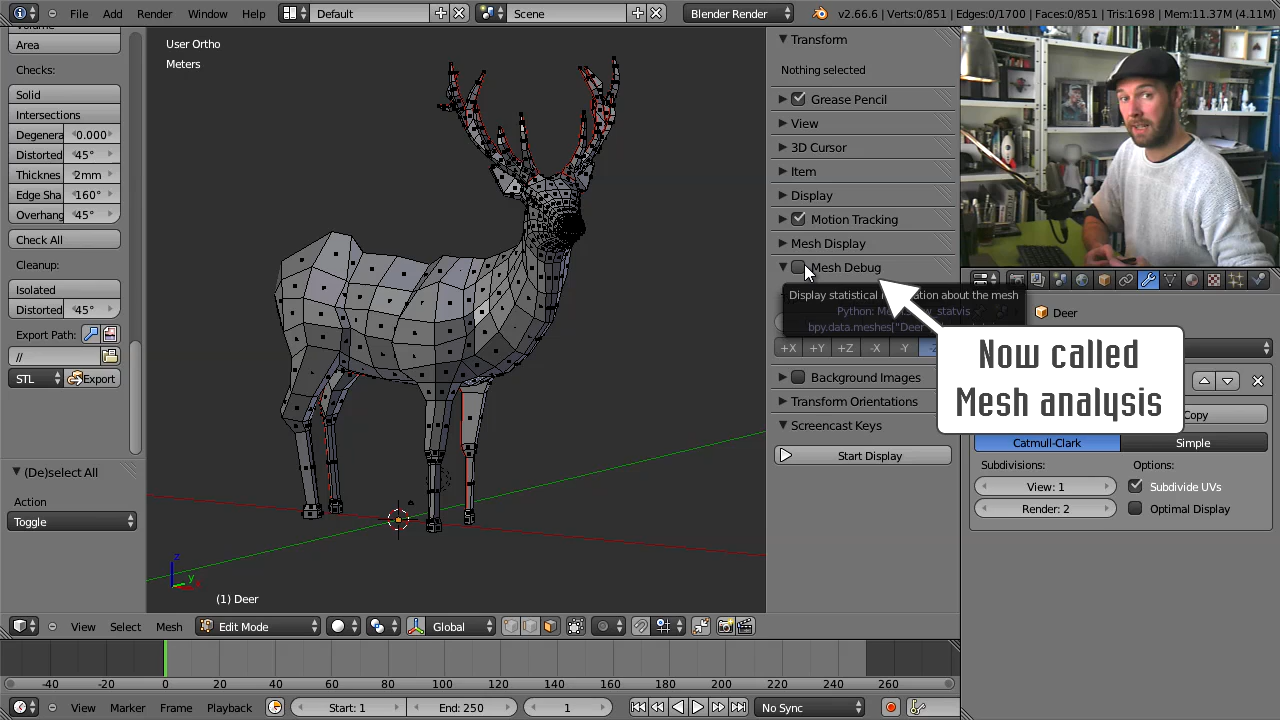 File
Add
Render
Window
Help
Default
Scene
Blender Render
v2.66.6 | Verts:0/851 | Edges:0/1700 | Faces:0/851 | Tris:1698 | Mem:11.37M (4.11M)
Area
Checks:
Solid
Intersections
Degenera
0.000
Distorted
45°
Thicknes
2mm
Edge Sha
160°
Overhang
45°
Check All
Cleanup:
Isolated
Distorted
45°
Export Path:
//
STL
Export
(De)select All
Action
Toggle
User Ortho
Meters
z
y
x
(1) Deer
Transform
Nothing selected
Grease Pencil
View
3D Cursor
Item
Display
Motion Tracking
Mesh Display
Mesh Debug
Display statistical
about the mesh
+X
+Y
+Z
-X
-Y
Background Images
Transform Orientations
Screencast Keys
Start Display
Now called
Mesh analysis
Deer
Copy
Catmull-Clark
Simple
Subdivisions:
Options:
View: 1
Subdivide UVs
Render: 2
Optimal Display
View
Select
Mesh
Edit Mode
Global
-40
-20
0
20
40
60
80
100
120
140
160
180
200
220
240
260
View
Marker
Frame
Playback
Start: 1
End: 250
1
No Sync